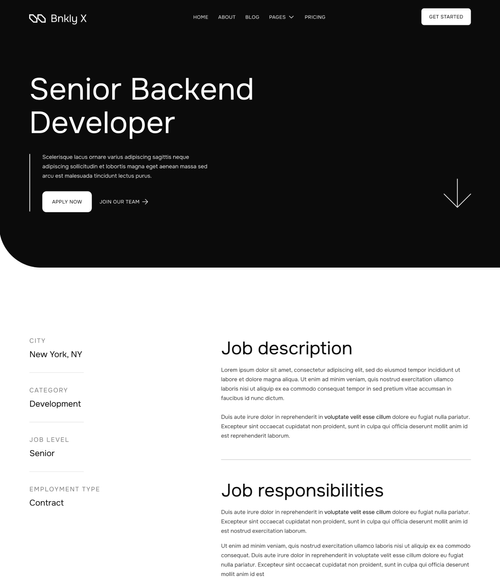 Bnkly X
HOME ABOUT BLOG PAGES PRICING
GET STARTED
Senior Backend
Developer
Scelerisque lacus ornare varius adipiscing sagittis neque
adipiscing sollicitudin et lobortis magna eget aenean massa sed
arcu est malesuada tincidunt lectus purus.
APPLY NOW JOIN OUR TEAM
CITY
New York, NY
CATEGORY
Development
JOB LEVEL
Senior
EMPLOYMENT TYPE
Contract
Job description
Lorem ipsum dolor sit amet, consectetur adipiscing elit, sed do eiusmod tempor incididunt ut
labore et dolore magna aliqua. Ut enim ad minim veniam, quis nostrud exercitation ullamco
laboris nisi ut aliquip ex ea commodo consequat tempor in sed pretium vitae accumsan in
faucibus id nunc dictum.
Duis aute irure dolor in reprehenderit in voluptate velit esse cillum dolore eu fugiat nulla pariatur.
Excepteur sint occaecat cupidatat non proident, sunt in culpa qui officia deserunt mollit anim id
est reprehenderit laborum.
Job responsibilities
Duis aute irure dolor in reprehenderit in voluptate velit esse cillum dolore eu fugiat nulla pariatur.
Excepteur sint occaecat cupidatat non proident, sunt in culpa qui officia deserunt mollit anim id
est nostrud exercitation laborum.
Ut enim ad minim veniam, quis nostrud exercitation ullamco laboris nisi ut aliquip ex ea commodo
consequat. Duis aute irure dolor in reprehenderit in voluptate velit esse cillum dolore eu fugiat
nulla pariatur. Excepteur sint occaecat cupidatat non proident, sunt in culpa qui officia deserunt
mollit anim id est